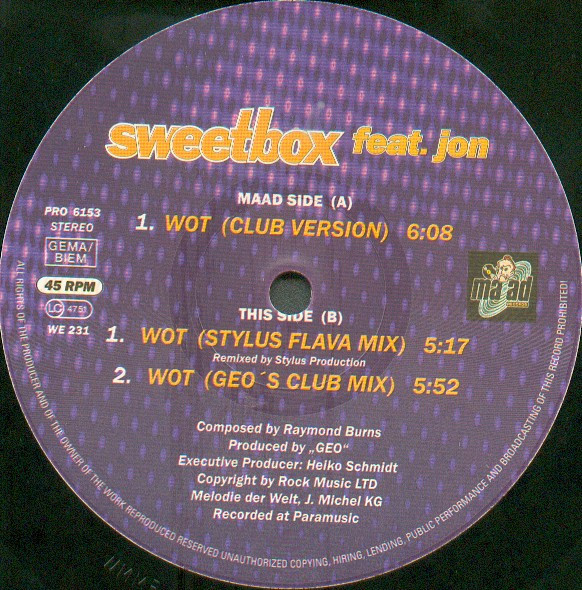 sweetbox feat. jon
MAAD SIDE (A)
1. WOT (CLUB VERSION) 6:08
PRO 6153
STEREO
GEMA/
BIEM
45 RPM
LC 4751
WE 231
maad
THIS SIDE (B)
1. WOT (STYLUS FLAVA MIX) 5:17
Remixed by Stylus Production
2. WOT (GEO´S CLUB MIX) 5:52
Composed by Raymond Burns
Produced by „GEO“
Executive Producer: Heiko Schmidt
Copyright by Rock Music LTD
Melodie der Welt, J. Michel KG
Recorded at Paramusic
ALL RIGHTS OF THE PRODUCER AND OF THE OWNER OF THE WORK REPRODUCED RESERVED UNAUTHORIZED COPYING, HIRING, LENDING, PUBLIC PERFORMANCE AND BROADCASTING OF THIS RECORD PROHIBITED!